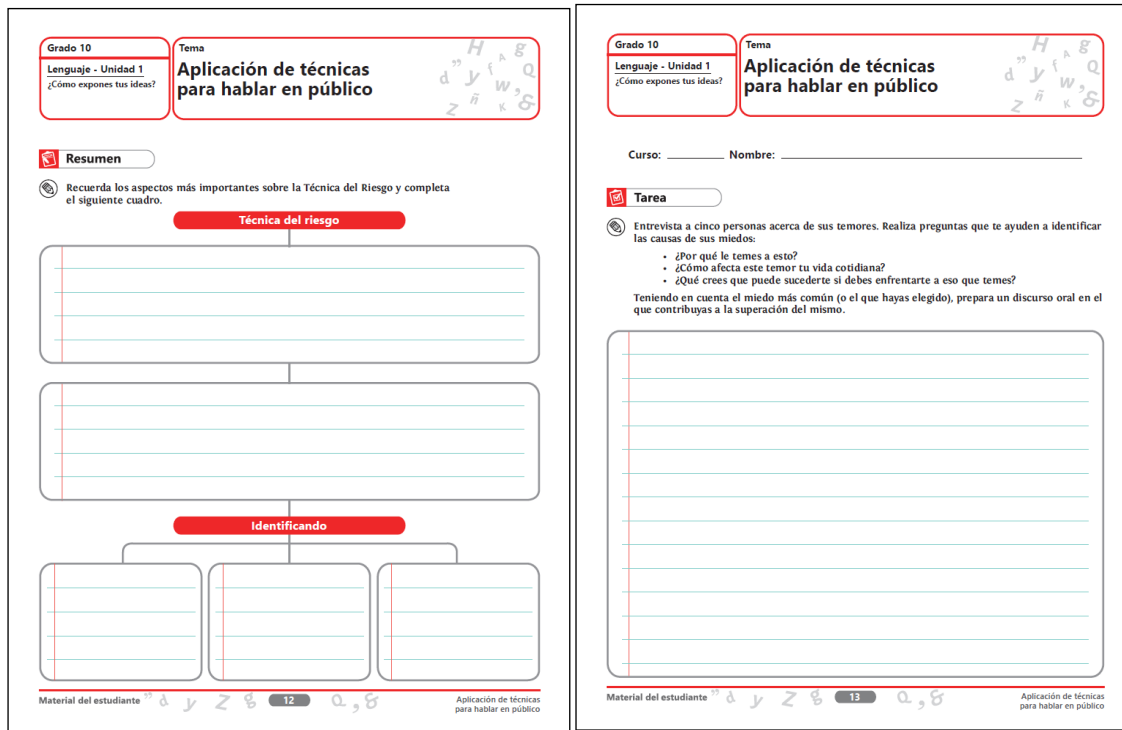 Grado 10
Lenguaje - Unidad 1
¿Cómo expones tus ideas?
Tema
Aplicación de técnicas
para hablar en público
H g A f Q d ” y w , & Z ñ K
Resumen
Recuerda los aspectos más importantes sobre la Técnica del Riesgo y completa
el siguiente cuadro.
Técnica del riesgo
Identificando
Material del estudiante
” d y Z g
12
Q , &
Aplicación de técnicas
para hablar en público
Grado 10
Lenguaje - Unidad 1
¿Cómo expones tus ideas?
Tema
Aplicación de técnicas
para hablar en público
H g A f Q d ” y w , & Z ñ K
Curso: Nombre:
Tarea
Entrevista a cinco personas acerca de sus temores. Realiza preguntas que te ayuden a identificar
las causas de sus miedos:
• ¿Por qué le temes a esto?
• ¿Cómo afecta este temor tu vida cotidiana?
• ¿Qué crees que puede sucederte si debes enfrentarte a eso que temes?
Teniendo en cuenta el miedo más común (o el que hayas elegido), prepara un discurso oral en el
que contribuyas a la superación del mismo.
Material del estudiante
” d y Z g
13
Q , &
Aplicación de técnicas
para hablar en público